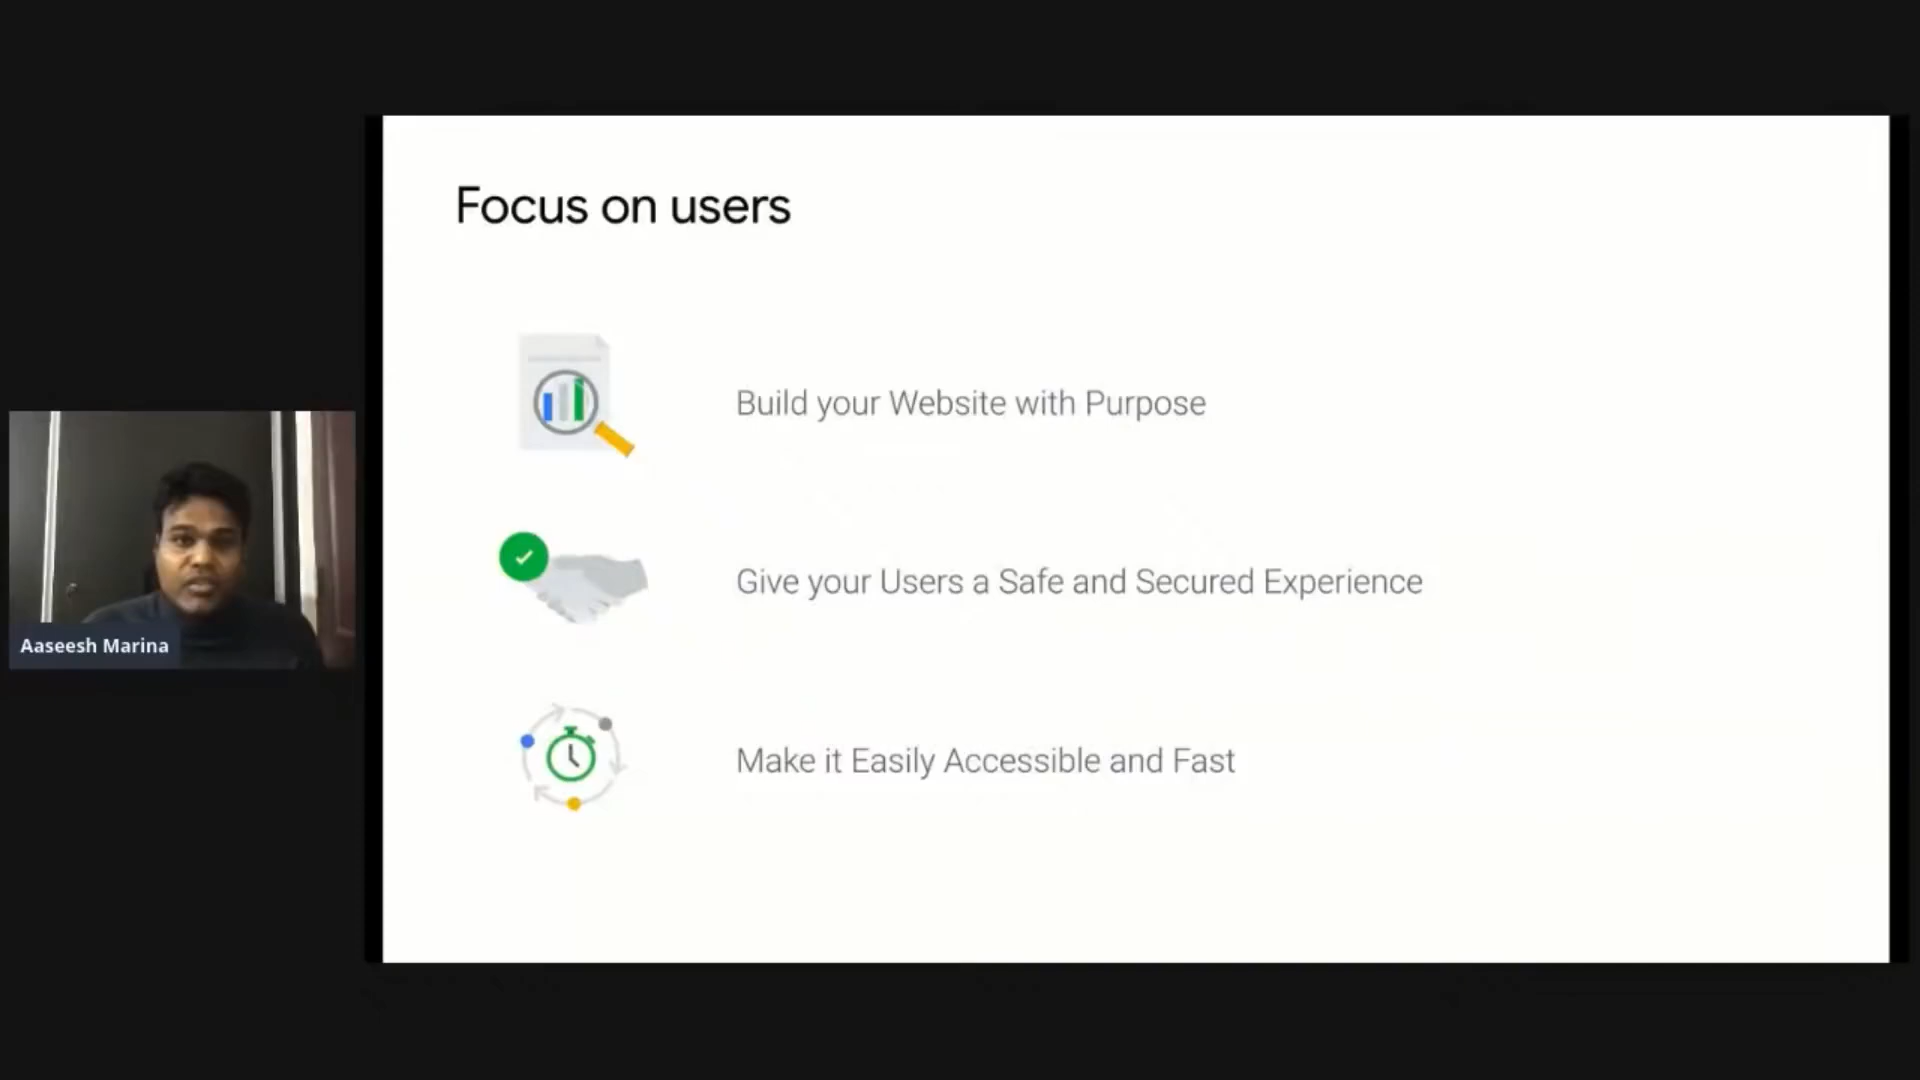 Focus on users
Build your Website with Purpose
Give your Users a Safe and Secured Experience
Make it Easily Accessible and Fast
Aaseesh Marina